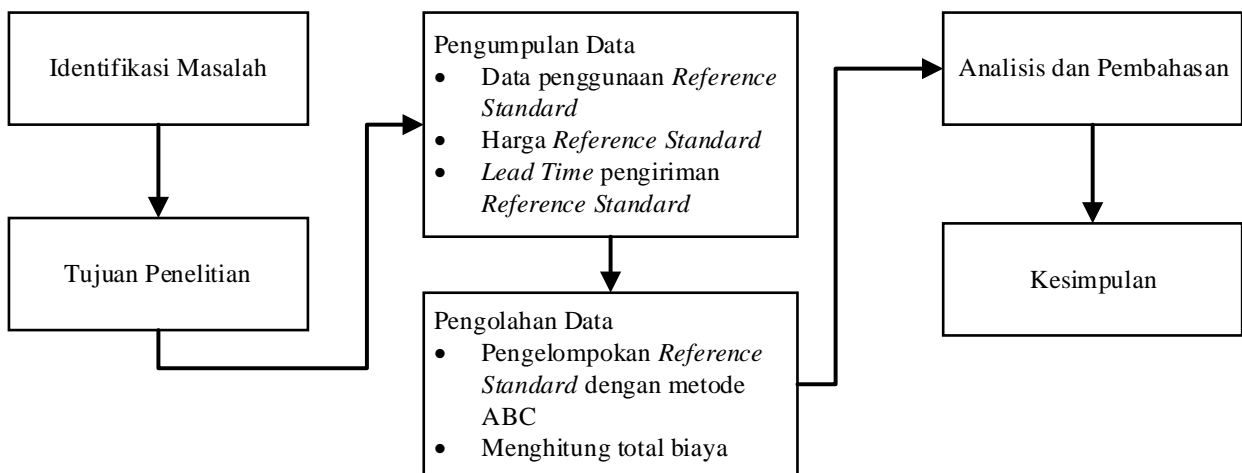 Identifikasi Masalah
Tujuan Penelitian
Pengumpulan Data
• Data penggunaan Reference
Standard
• Harga Reference Standard
• Lead Time pengiriman
Reference Standard
Pengolahan Data
• Pengelompokan Reference
Standard dengan metode
ABC
• Menghitung total biaya
Analisis dan Pembahasan
Kesimpulan